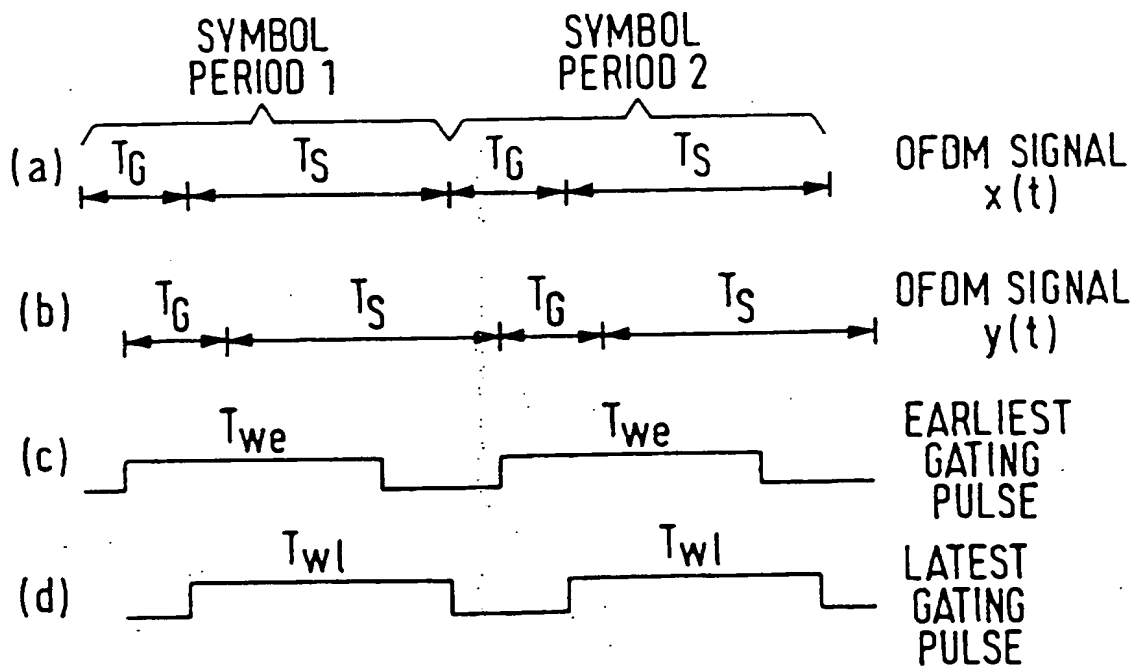 SYMBOL
PERIOD 1
SYMBOL
PERIOD 2
(a)
TG
TS
TG
TS
OFDM SIGNAL
x(t)
(b)
TG
TS
TG
TS
OFDM SIGNAL
y(t)
(c)
Twe
Twe
EARLIEST
GATING
PULSE
(d)
Twl
Twl
LATEST
GATING
PULSE